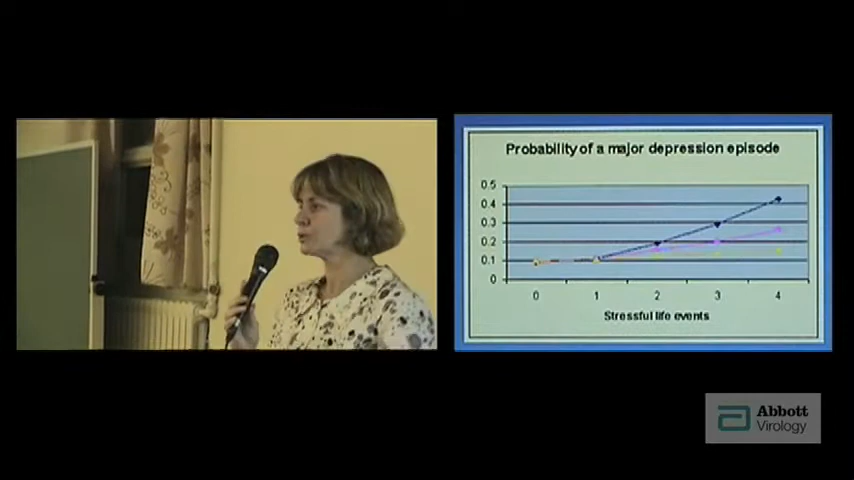 Probability of a major depression episode
0.5
0.4
0.3
0.2
0.1
0
0 1 2 3 4
Stressful life events
Abbott
Virology